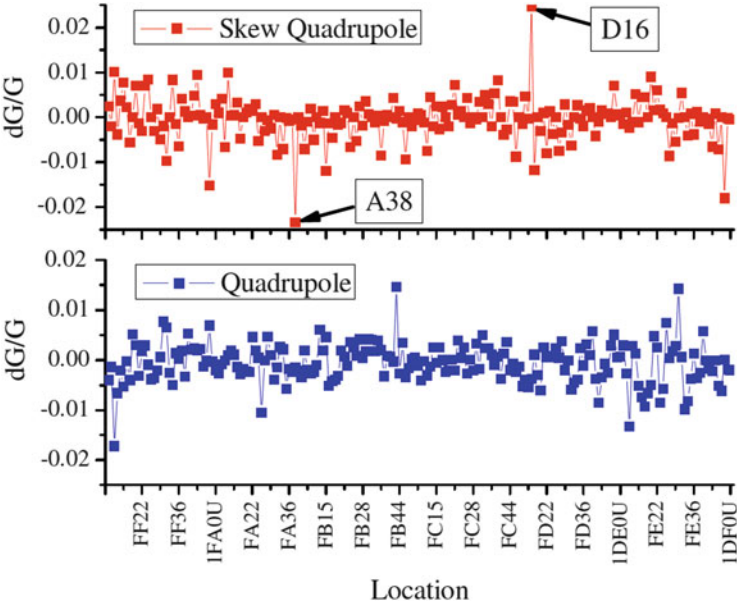 0.02
0.01
0.00
-0.01
-0.02
dG/G
Skew Quadrupole
D16
A38
0.02
0.01
0.00
-0.01
-0.02
dG/G
Quadrupole
FF22
FF36
1FA0U
FA22
FA36
FB15
FB28
FB44
FC15
FC28
FC44
FD22
FD36
1DE0U
FE22
FE36
1DF0U
Location